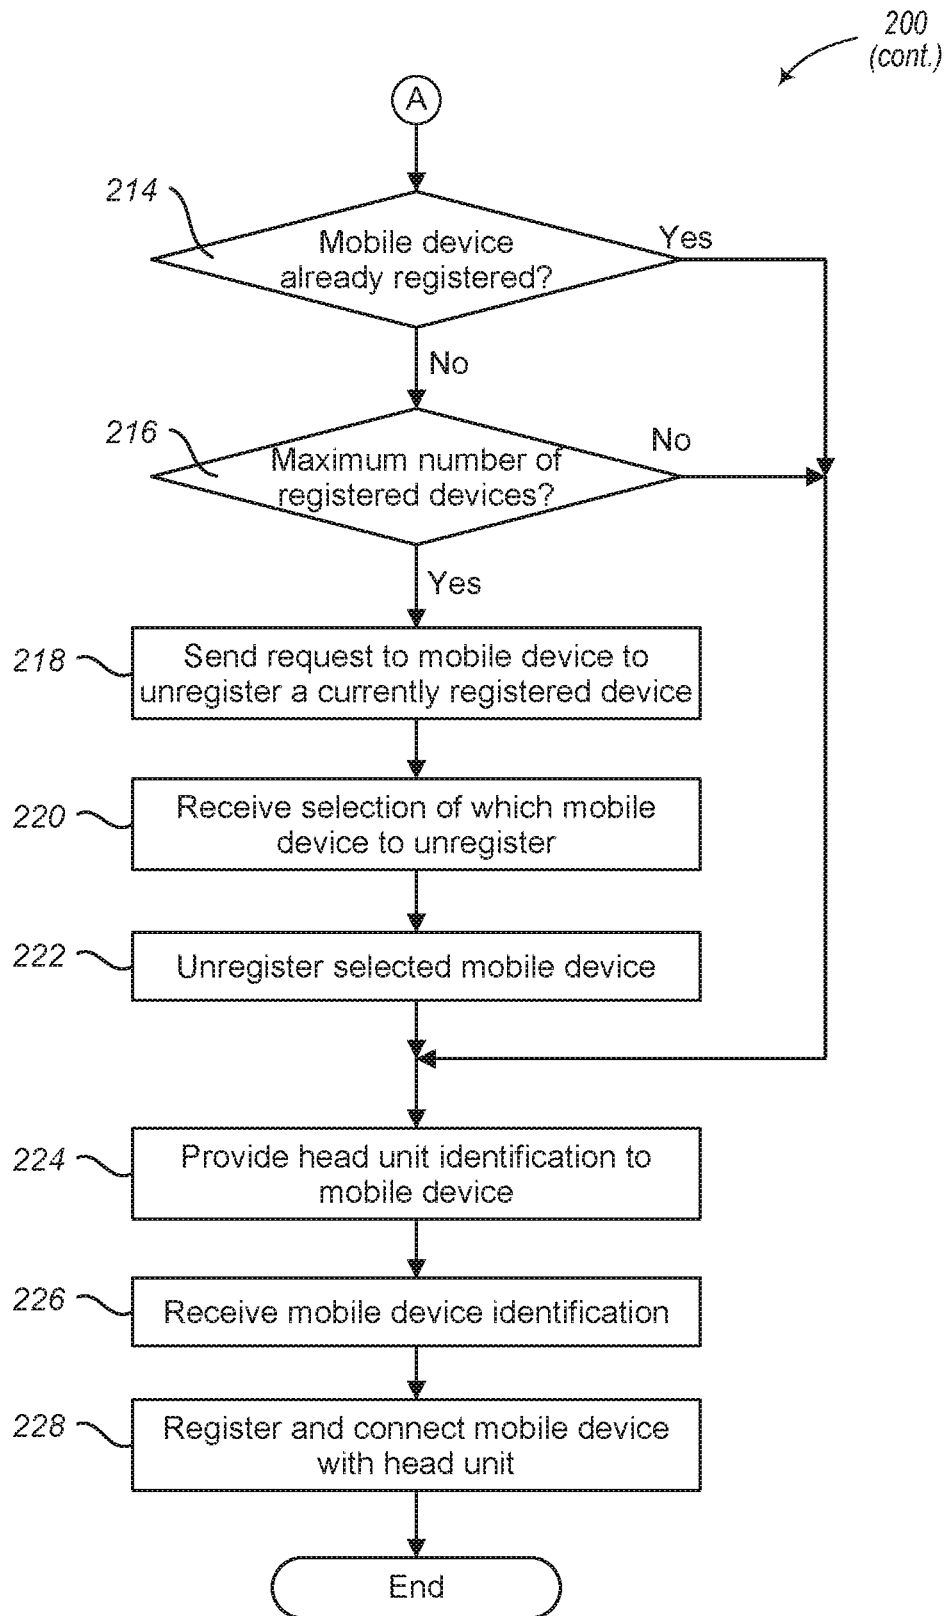 200
(cont.)
A
214
Mobile device
already registered?
Yes
No
216
Maximum number of
registered devices?
No
Yes
218
Send request to mobile device to
unregister a currently registered device
220
Receive selection of which mobile
device to unregister
222
Unregister selected mobile device
224
Provide head unit identification to
mobile device
226
Receive mobile device identification
228
Register and connect mobile device
with head unit
End